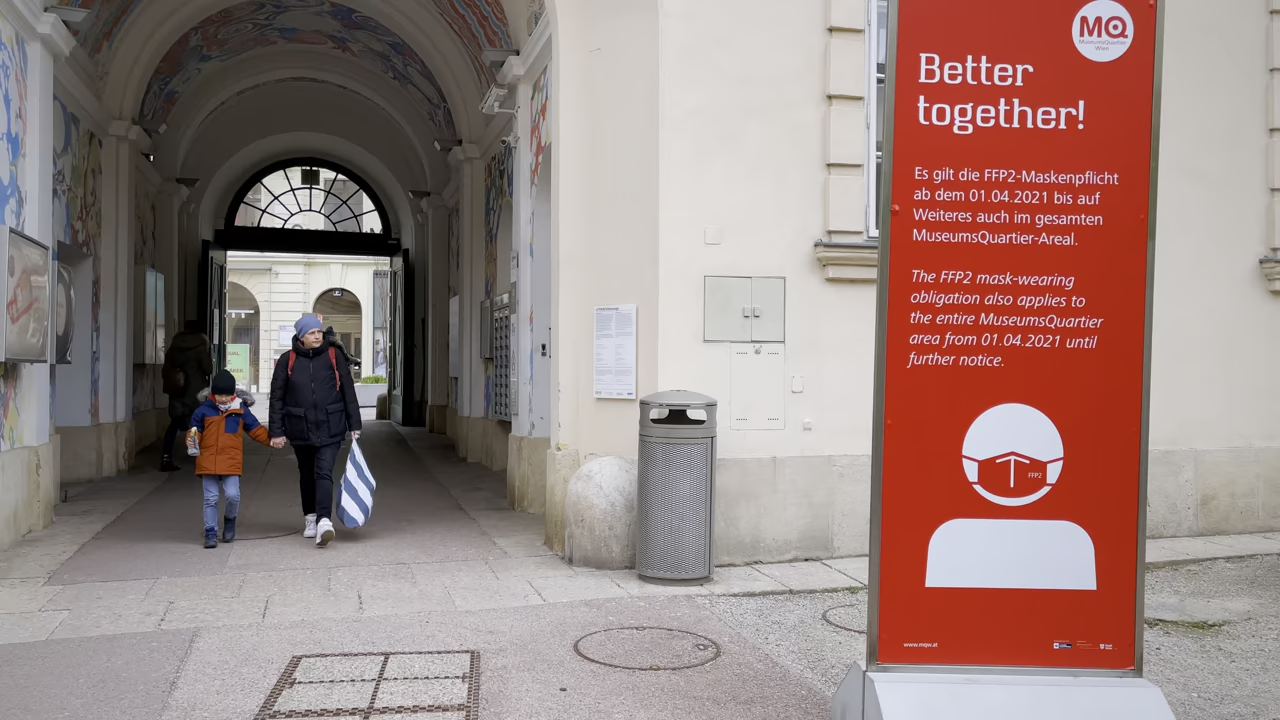 MQ
MuseumsQuartier
Wien
Better
together!
Es gilt die FFP2-Maskenpflicht
ab dem 01.04.2021 bis auf
Weiteres auch im gesamten
MuseumsQuartier-Areal.
The FFP2 mask-wearing
obligation also applies to
the entire MuseumsQuartier
area from 01.04.2021 until
further notice.
FFP2
www.mqw.at